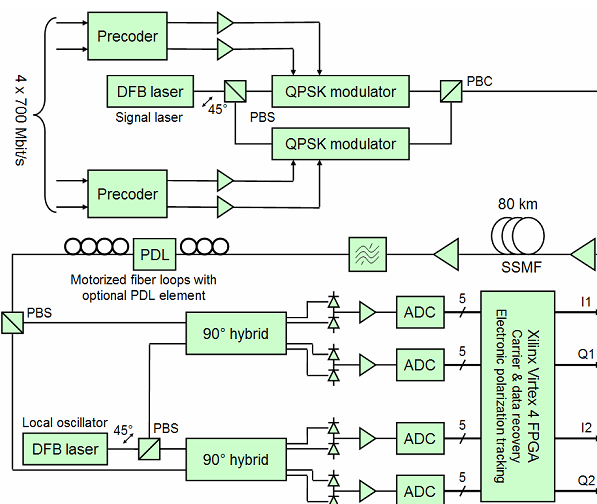 Precoder
4 x 700 Mbit/s
DFB laser
45°
Signal laser
PBS
QPSK modulator
PBC
QPSK modulator
Precoder
80 km
SSMF
PDL
Motorized fiber loops with
optional PDL element
PBS
90° hybrid
ADC
5
I1
ADC
5
Q1
Xilinx Virtex 4 FPGA
Carrier & data recovery
Electronic polarization tracking
Local oscillator
45°
PBS
DFB laser
90° hybrid
ADC
5
I2
ADC
5
Q2